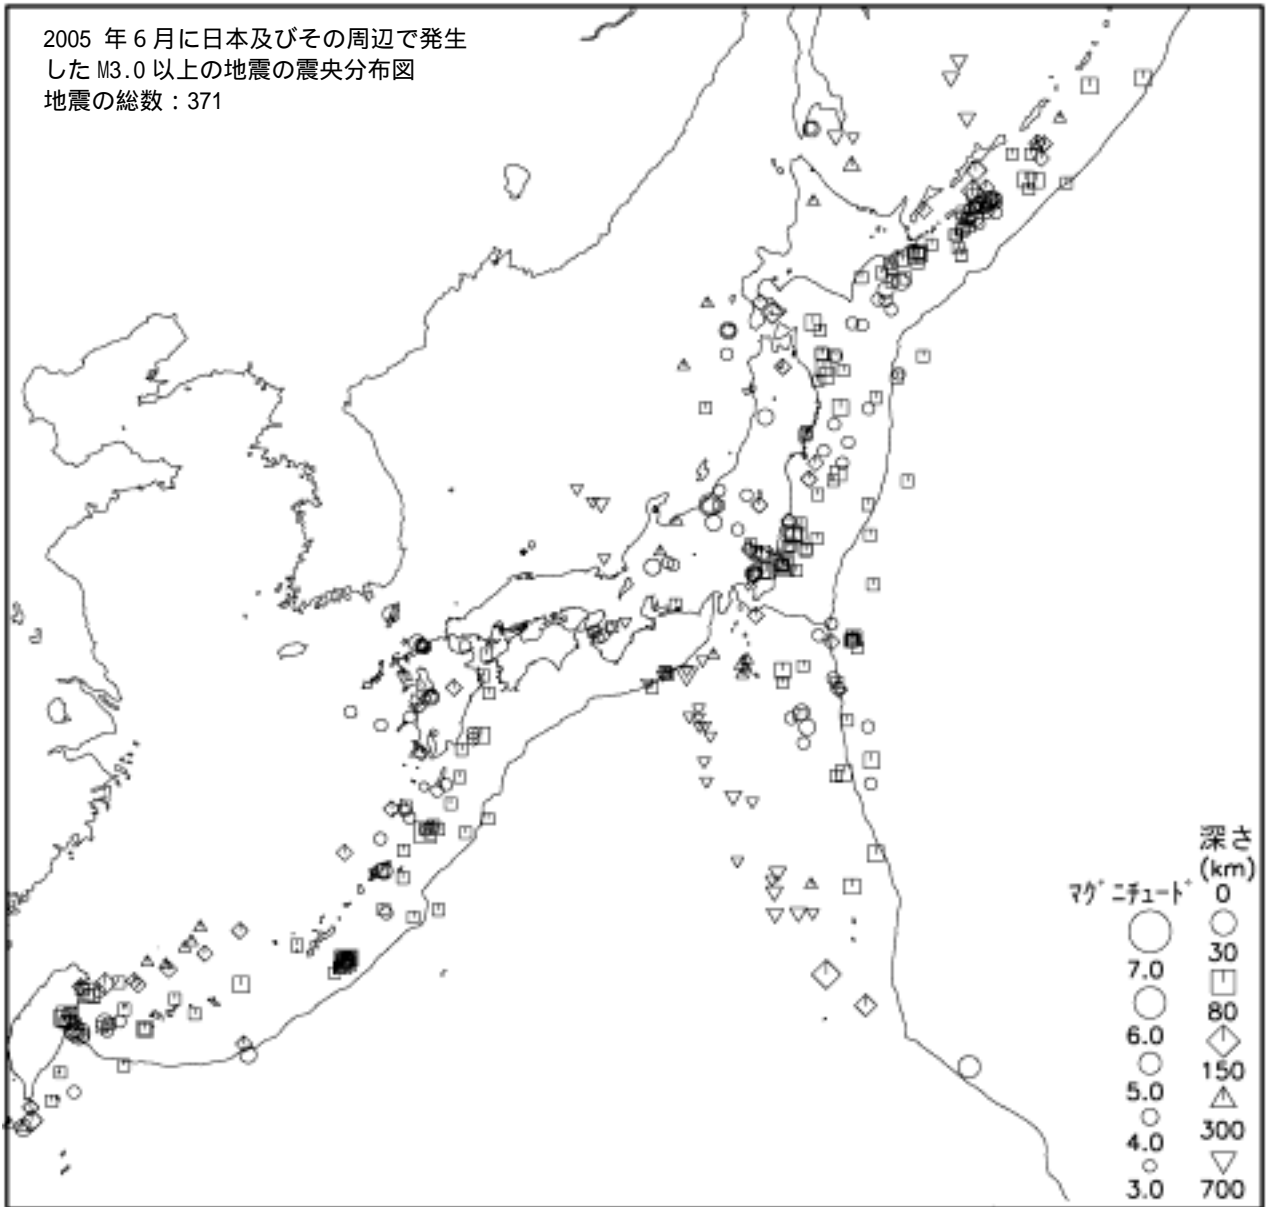 2005 年６月に日本及びその周辺で発生
した M3.0 以上の地震の震央分布図
地震の総数：371
深さ
(km)
ﾏｸﾞﾆﾁｭｰﾄﾞ
0
30
7.0
80
6.0
150
5.0
300
4.0
3.0
700